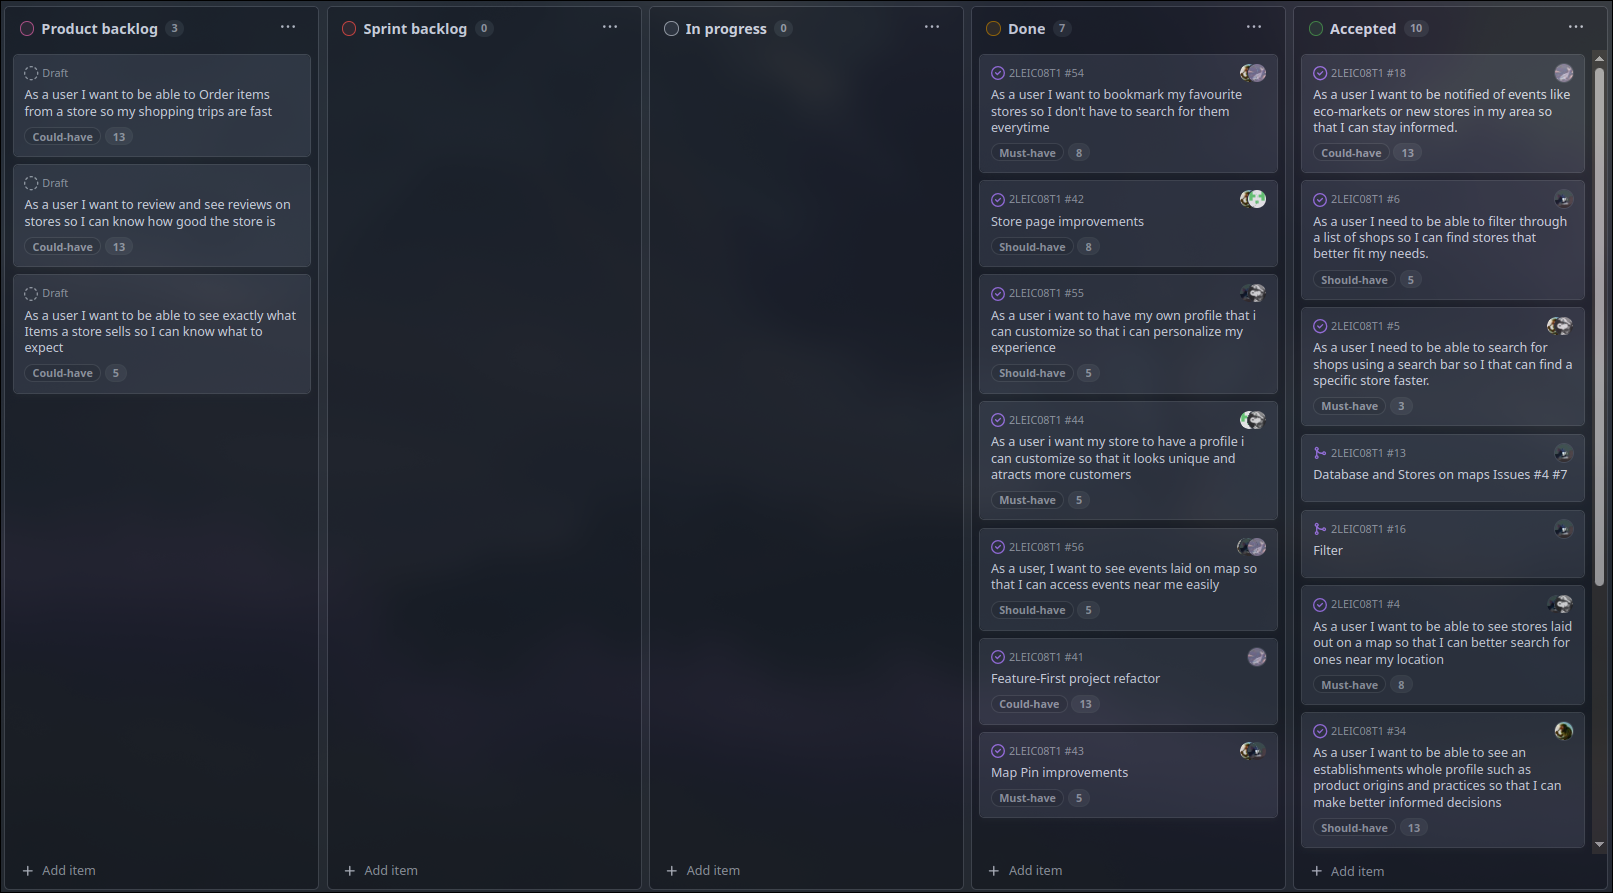 Product backlog 3 ...
Draft
As a user I want to be able to Order items
from a store so my shopping trips are fast
Could-have 13
Draft
As a user I want to review and see reviews on
stores so I can know how good the store is
Could-have 13
Draft
As a user I want to be able to see exactly what
Items a store sells so I can know what to
expect
Could-have 5
+ Add item
Sprint backlog 0 ...
+ Add item
In progress 0 ...
+ Add item
Done 7 ...
2LEIC08T1 #54
As a user I want to bookmark my favourite
stores so I don't have to search for them
everytime
Must-have 8
2LEIC08T1 #42
Store page improvements
Should-have 8
2LEIC08T1 #55
As a user i want to have my own profile that i
can customize so that i can personalize my
experience
Should-have 5
2LEIC08T1 #44
As a user i want my store to have a profile i
can customize so that it looks unique and
atracts more customers
Must-have 5
2LEIC08T1 #56
As a user, I want to see events laid on map so
that I can access events near me easily
Should-have 5
2LEIC08T1 #41
Feature-First project refactor
Could-have 13
2LEIC08T1 #43
Map Pin improvements
Must-have 5
+ Add item
Accepted 10 ...
2LEIC08T1 #18
As a user I want to be notified of events like
eco-markets or new stores in my area so
that I can stay informed.
Could-have 13
2LEIC08T1 #6
As a user I need to be able to filter through
a list of shops so I can find stores that
better fit my needs.
Should-have 5
2LEIC08T1 #5
As a user I need to be able to search for
shops using a search bar so I that can find a
specific store faster.
Must-have 3
2LEIC08T1 #13
Database and Stores on maps Issues #4 #7
2LEIC08T1 #16
Filter
2LEIC08T1 #4
As a user I want to be able to see stores laid
out on a map so that I can better search for
ones near my location
Must-have 8
2LEIC08T1 #34
As a user I want to be able to see an
establishments whole profile such as
product origins and practices so that I can
make better informed decisions
Should-have 13
+ Add item